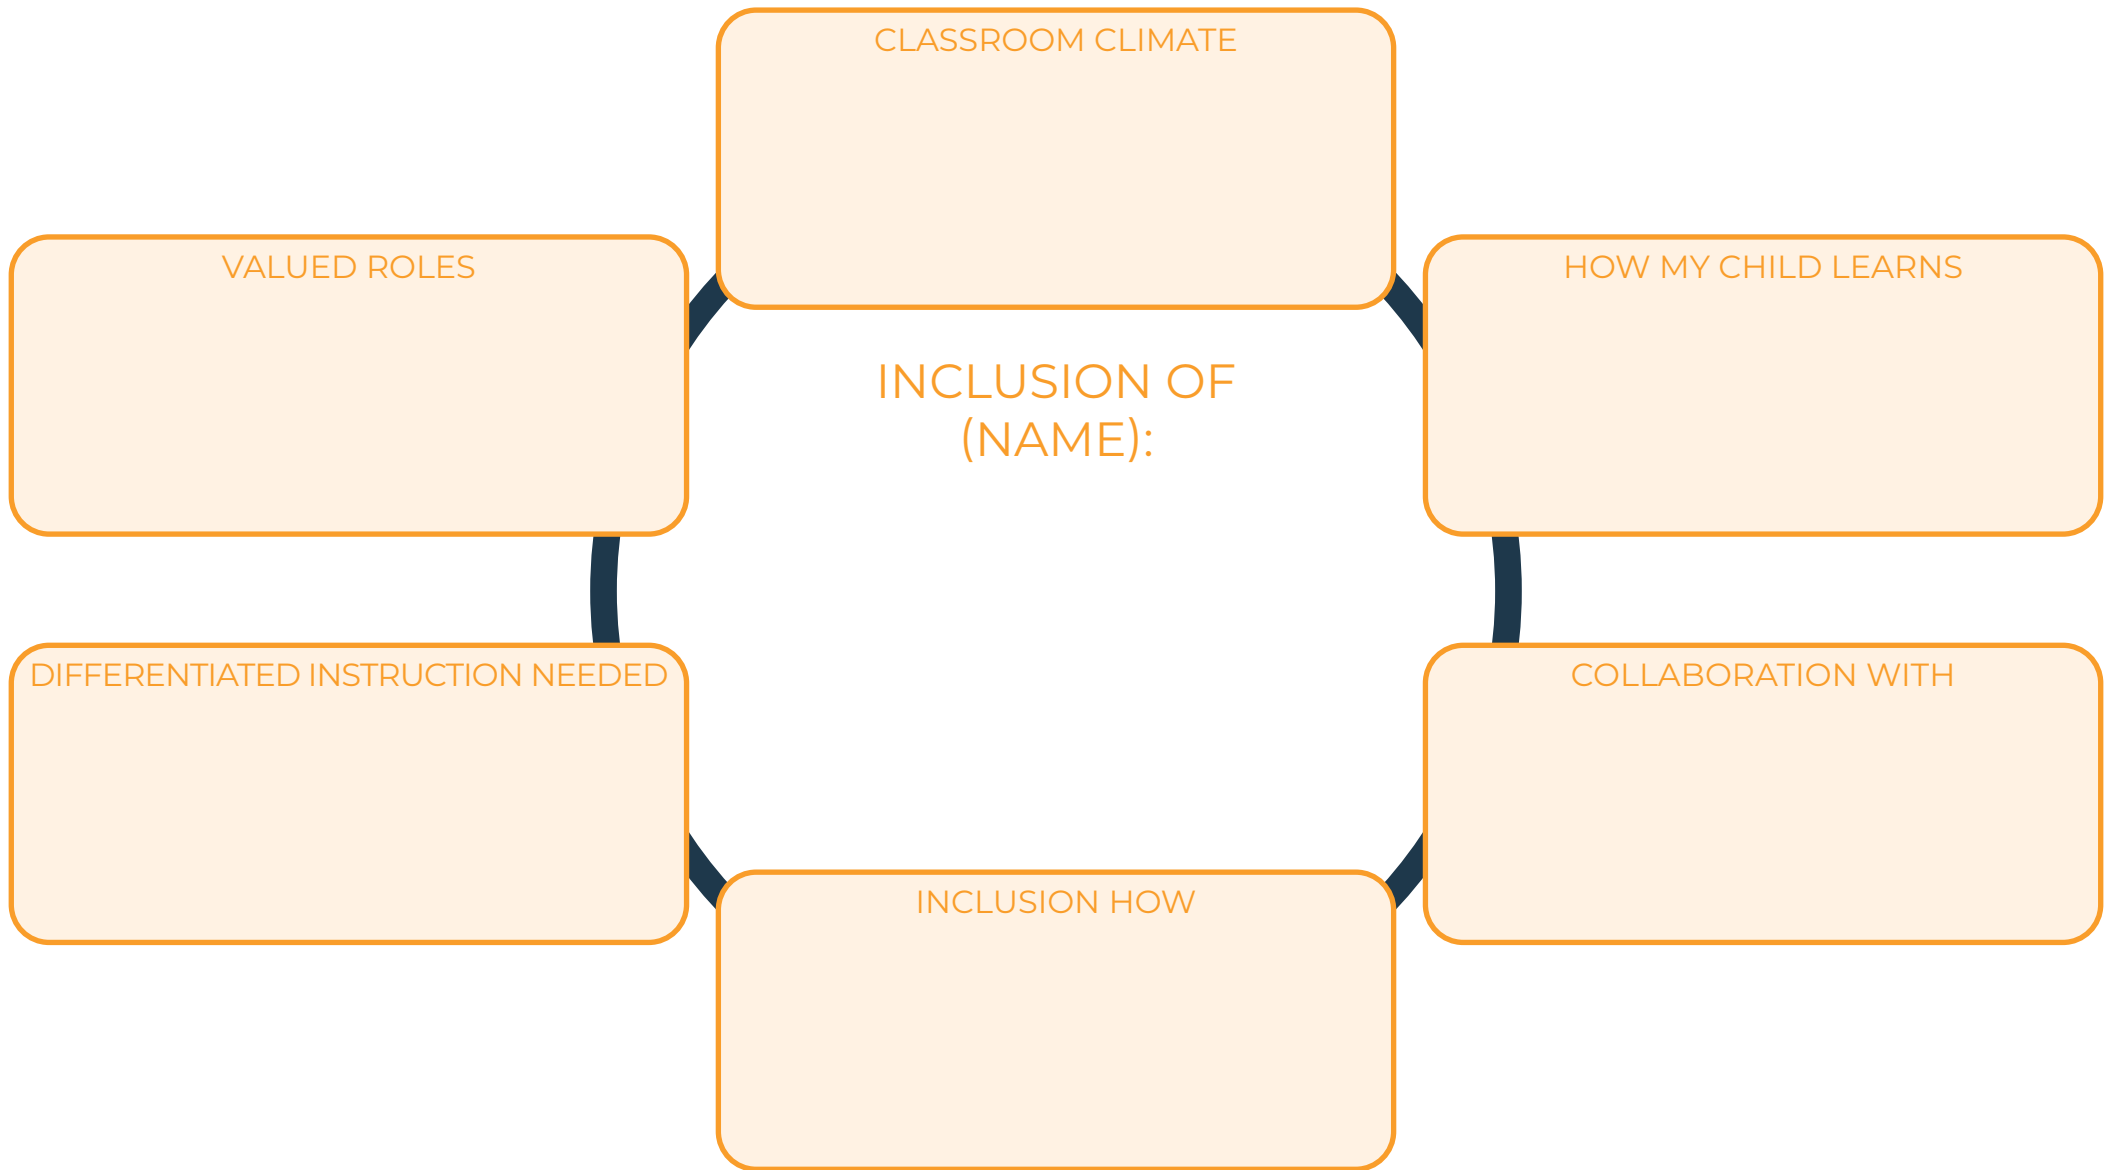 CLASSROOM CLIMATE
VALUED ROLES
HOW MY CHILD LEARNS
INCLUSION OF
(NAME):
DIFFERENTIATED INSTRUCTION NEEDED
COLLABORATION WITH
INCLUSION HOW